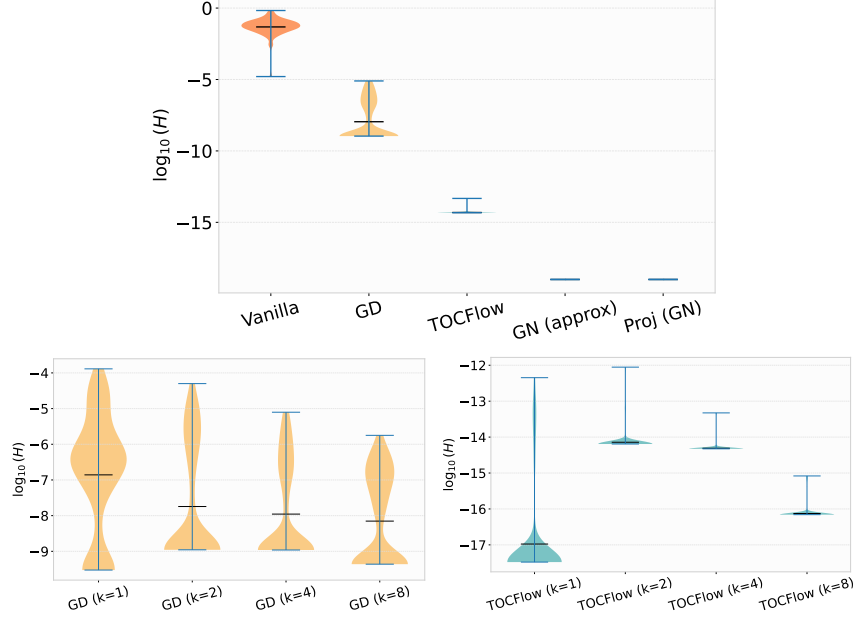 log₁₀(H)
0
−5
−10
−15
Vanilla
GD
TOCFlow
GN (approx)
Proj (GN)
log₁₀(H)
−4
−5
−6
−7
−8
−9
GD (k=1)
GD (k=2)
GD (k=4)
GD (k=8)
log₁₀(H)
−12
−13
−14
−15
−16
−17
TOCFlow (k=1)
TOCFlow (k=2)
TOCFlow (k=4)
TOCFlow (k=8)